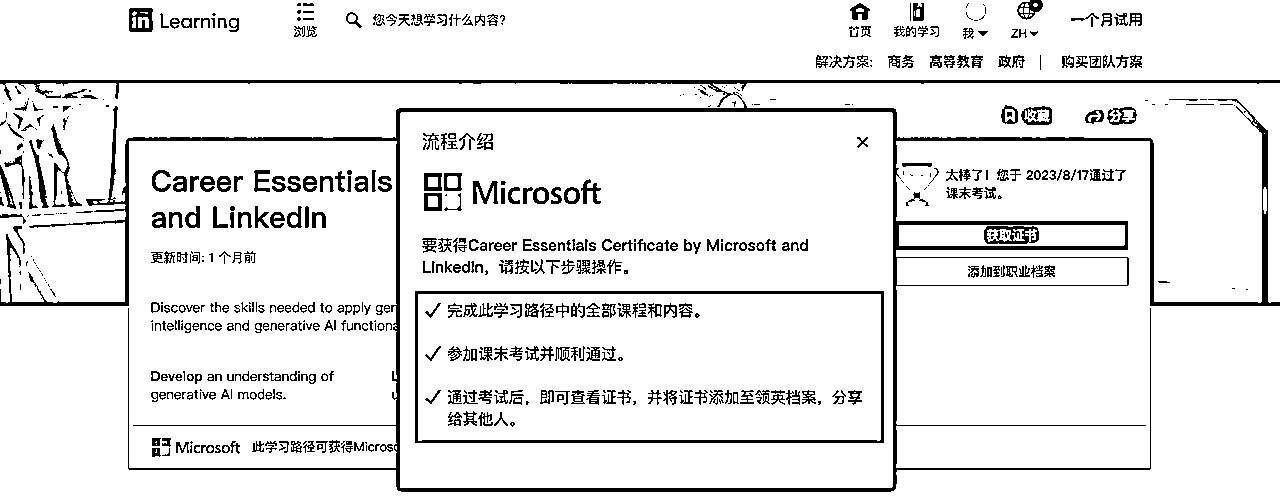 in Learning
浏览
您今天想学习什么内容?
首页
我的学习
我
ZH
一个月试用
解决方案: 商务 高等教育 政府 | 购买团队方案
收藏
分享
流程介绍
Microsoft
要获得Career Essentials Certificate by Microsoft and
LinkedIn，请按以下步骤操作。
完成此学习路径中的全部课程和内容。
参加课末考试并顺利通过。
通过考试后，即可查看证书，并将证书添加至领英档案，分享
给其他人。
Career Essentials
and LinkedIn
更新时间: 1 个月前
Discover the skills needed to apply
intelligence and generative AI
Develop an understanding of
generative AI models.
Microsoft 此学习路径可获得
太棒了！您于 2023/8/17通过了
课末考试。
获取证书
添加到职业档案